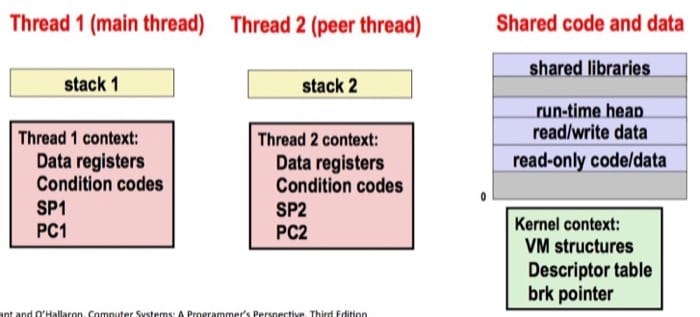 Thread 1 (main thread)
stack 1
Thread 1 context:
Data registers
Condition codes
SP1
PC1
Thread 2 (peer thread)
stack 2
Thread 2 context:
Data registers
Condition codes
SP2
PC2
Shared code and data
shared libraries
run-time heap
read/write data
read-only code/data
0
Kernel context:
VM structures
Descriptor table
brk pointer
and O'Hallaron, Computer Systems: A Programmer's Perspective, Third Edition